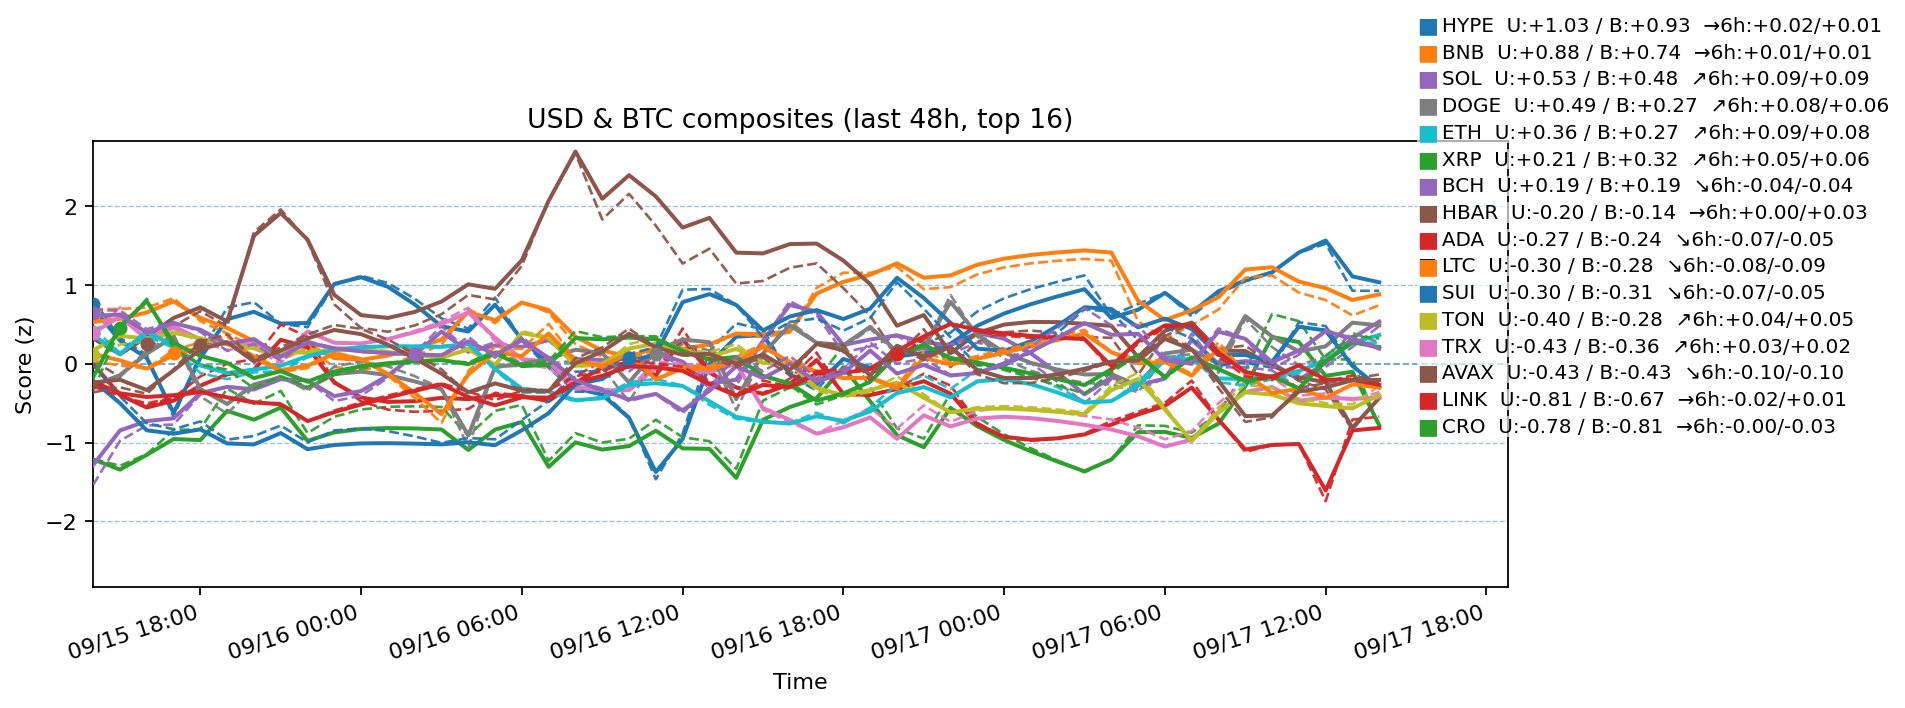 HYPE  U:+1.03 / B:+0.93  →6h:+0.02/+0.01
BNB  U:+0.88 / B:+0.74  →6h:+0.01/+0.01
SOL  U:+0.53 / B:+0.48  ↗6h:+0.09/+0.09
DOGE  U:+0.49 / B:+0.27  ↗6h:+0.08/+0.06
ETH  U:+0.36 / B:+0.27  ↗6h:+0.09/+0.08
XRP  U:+0.21 / B:+0.32  ↗6h:+0.05/+0.06
BCH  U:+0.19 / B:+0.19  ↘6h:-0.04/-0.04
HBAR  U:-0.20 / B:-0.14  →6h:+0.00/+0.03
ADA  U:-0.27 / B:-0.24  ↘6h:-0.07/-0.05
LTC  U:-0.30 / B:-0.28  ↘6h:-0.08/-0.09
SUI  U:-0.30 / B:-0.31  ↘6h:-0.07/-0.05
TON  U:-0.40 / B:-0.28  ↗6h:+0.04/+0.05
TRX  U:-0.43 / B:-0.36  ↗6h:+0.03/+0.02
AVAX  U:-0.43 / B:-0.43  ↘6h:-0.10/-0.10
LINK  U:-0.81 / B:-0.67  →6h:-0.02/+0.01
CRO  U:-0.78 / B:-0.81  →6h:-0.00/-0.03
USD & BTC composites (last 48h, top 16)
Score (z)
2
1
0
−1
−2
09/15 18:00
09/16 00:00
09/16 06:00
09/16 12:00
09/16 18:00
09/17 00:00
09/17 06:00
09/17 12:00
09/17 18:00
Time